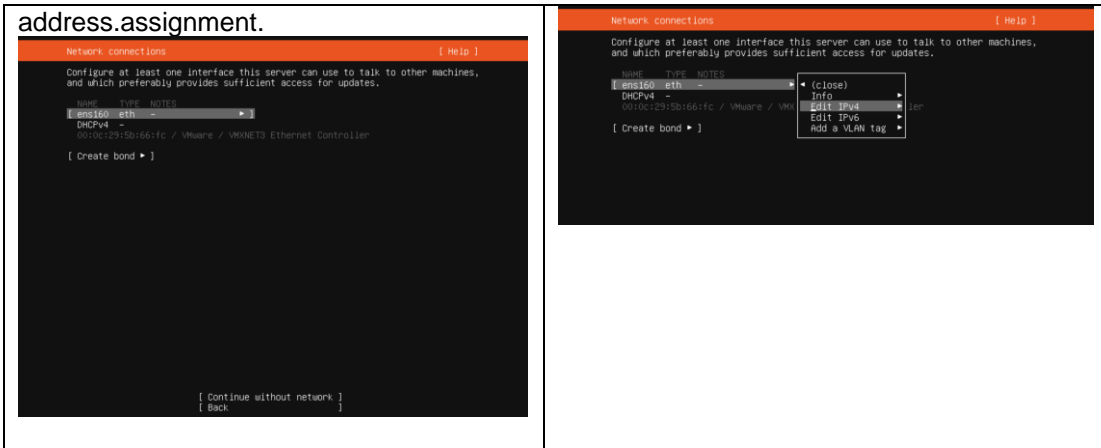 address.assignment.
Network connections [ Help ]
Configure at least one interface this server can use to talk to other machines,
and which preferably provides sufficient access for updates.
NAME TYPE NOTES
[ ens160 eth - ▸ ]
DHCPv4 -
00:0c:29:5b:66:fc / VMware / VMXNET3 Ethernet Controller
[ Create bond ▸ ]
[ Continue without network ]
[ Back ]
Network connections [ Help ]
Configure at least one interface this server can use to talk to other machines,
and which preferably provides sufficient access for updates.
NAME TYPE NOTES
[ ens160 eth - ▸
◂ (close)
DHCPv4 -
Info ▸
00:0c:29:5b:66:fc / VMware / VMX
Edit IPv4 ▸
ler
Edit IPv6 ▸
[ Create bond ▸ ]
Add a VLAN tag ▸